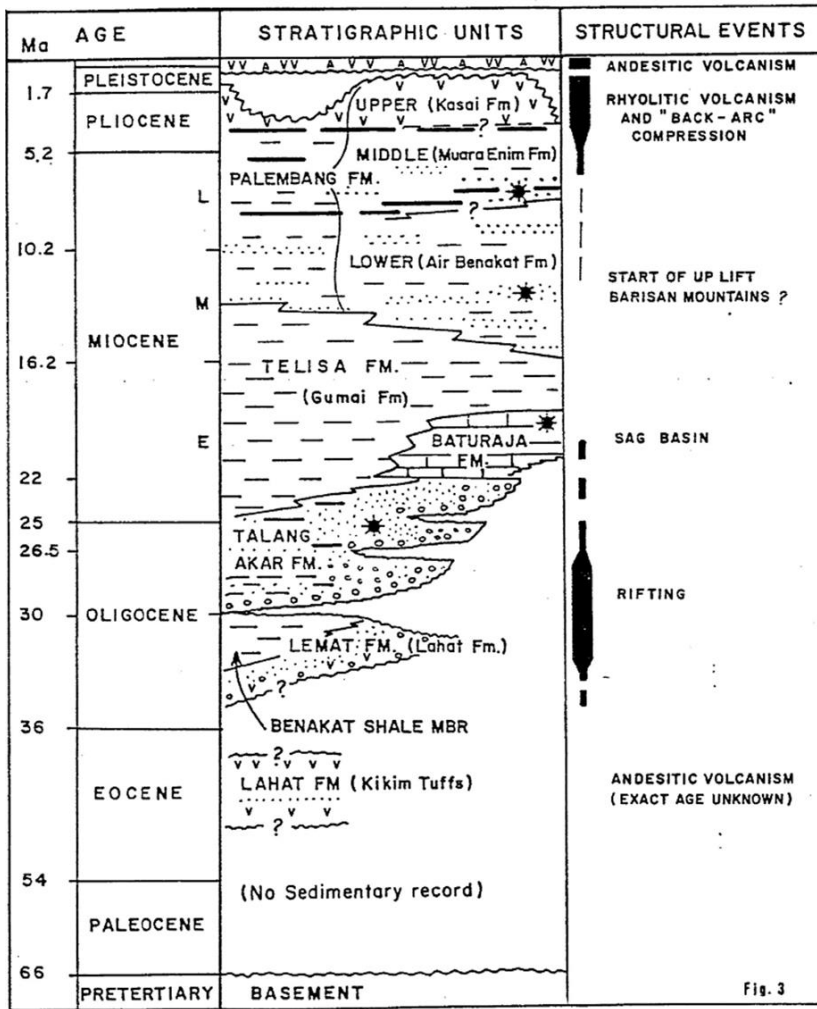 Ma AGE STRATIGRAPHIC UNITS STRUCTURAL EVENTS
VV A V A VV A VV A V
ANDESITIC VOLCANISM
PLEISTOCENE
1.7
UPPER (Kasai Fm)
RHYOLITIC VOLCANISM
AND "BACK-ARC"
COMPRESSION
PLIOCENE
?
5,2
MIDDLE (Muara Enim Fm)
PALEMBANG FM.
L
?
10.2
LOWER (Air Benakat Fm)
START OF UP LIFT
BARISAN MOUNTAINS ?
M
MIOCENE
16.2
TELISA FM.
(Gumai Fm)
E
BATURAJA
FM.
SAG BASIN
22
25
TALANG
26.5
AKAR FM.
RIFTING
30
OLIGOCENE
LEMAT FM. (Lahat Fm.)
?
36
BENAKAT SHALE MBR
?
V V V V V
EOCENE
LAHAT FM (Kikim Tuffs)
ANDESITIC VOLCANISM
(EXACT AGE UNKNOWN)
V V V
?
54
(No Sedimentary record)
PALEOCENE
66
PRETERTIARY
BASEMENT
Fig. 3